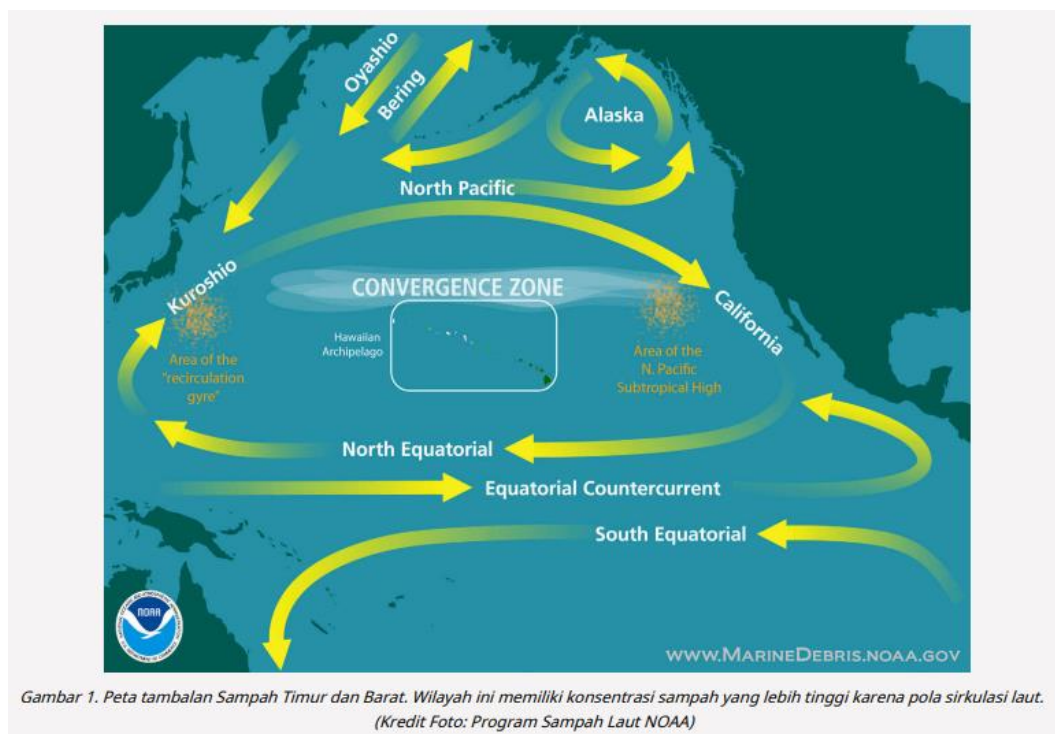 Oyashio
Bering
Alaska
North Pacific
Kuroshio
CONVERGENCE ZONE
California
Hawaiian
Archipelago
Area of the
"recirculation
gyre"
Area of the
N. Pacific
Subtropical High
North Equatorial
Equatorial Countercurrent
South Equatorial
NOAA
WWW.MARINEDEBRIS.NOAA.GOV
Gambar 1. Peta tambalan Sampah Timur dan Barat. Wilayah ini memiliki konsentrasi sampah yang lebih tinggi karena pola sirkulasi laut.
(Kredit Foto: Program Sampah Laut NOAA)